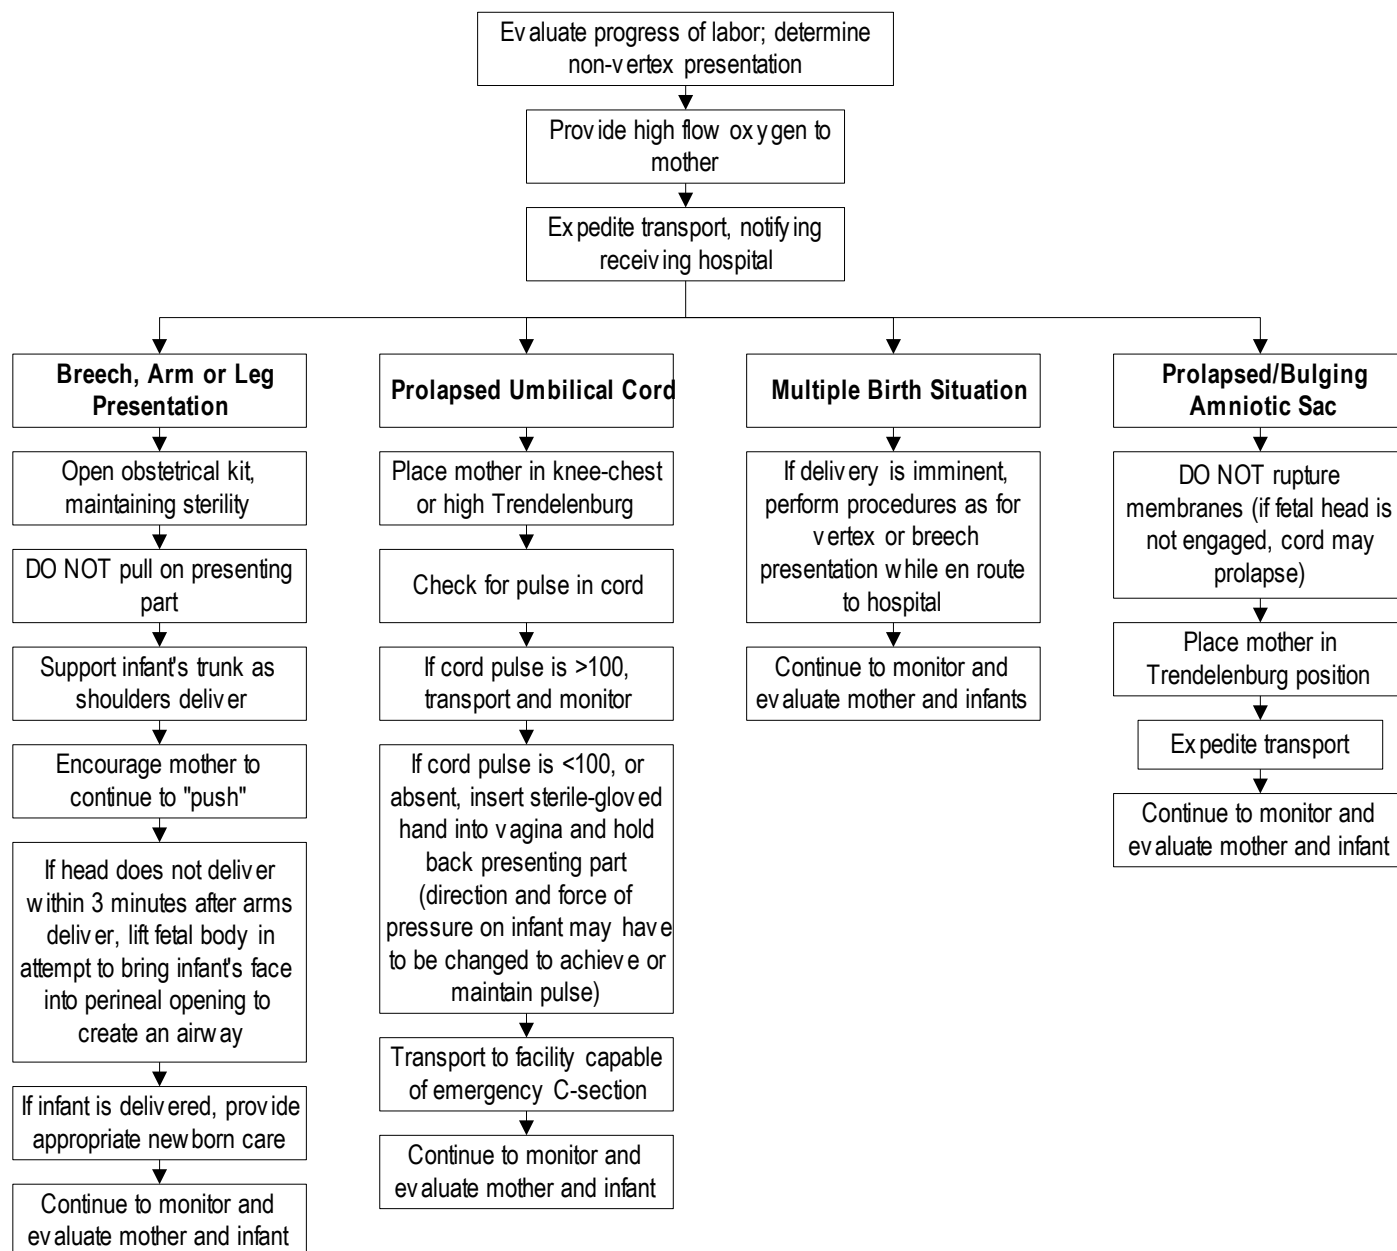 Evaluate progress of labor; determine
non-vertex presentation
Provide high flow oxygen to
mother
Expedite transport, notifying
receiving hospital
Breech, Arm or Leg
Presentation
Open obstetrical kit,
maintaining sterility
DO NOT pull on presenting
part
Support infant's trunk as
shoulders deliver
Encourage mother to
continue to "push"
If head does not deliver
within 3 minutes after arms
deliver, lift fetal body in
attempt to bring infant's face
into perineal opening to
create an airway
If infant is delivered, provide
appropriate newborn care
Continue to monitor and
evaluate mother and infant
Prolapsed Umbilical Cord
Place mother in knee-chest
or high Trendelenburg
Check for pulse in cord
If cord pulse is >100,
transport and monitor
If cord pulse is <100, or
absent, insert sterile-gloved
hand into vagina and hold
back presenting part
(direction and force of
pressure on infant may have
to be changed to achieve or
maintain pulse)
Transport to facility capable
of emergency C-section
Continue to monitor and
evaluate mother and infant
Multiple Birth Situation
If delivery is imminent,
perform procedures as for
vertex or breech
presentation while en route
to hospital
Continue to monitor and
evaluate mother and infants
Prolapsed/Bulging
Amniotic Sac
DO NOT rupture
membranes (if fetal head is
not engaged, cord may
prolapse)
Place mother in
Trendelenburg position
Expedite transport
Continue to monitor and
evaluate mother and infant